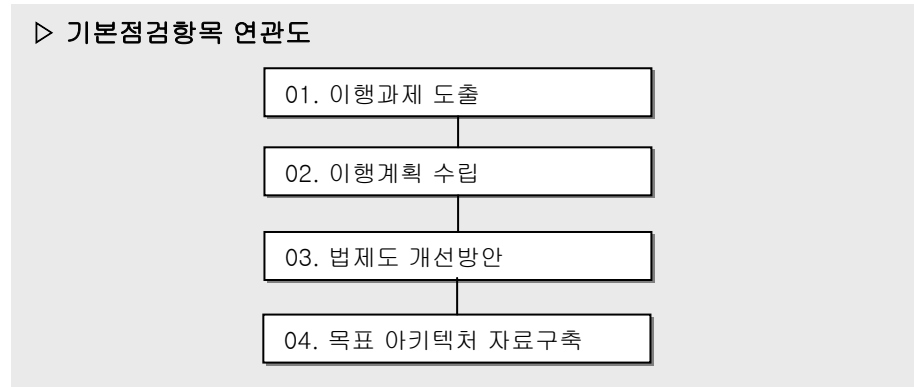 ▷ 기본점검항목 연관도
01. 이행과제 도출
02. 이행계획 수립
03. 법제도 개선방안
04. 목표 아키텍처 자료구축